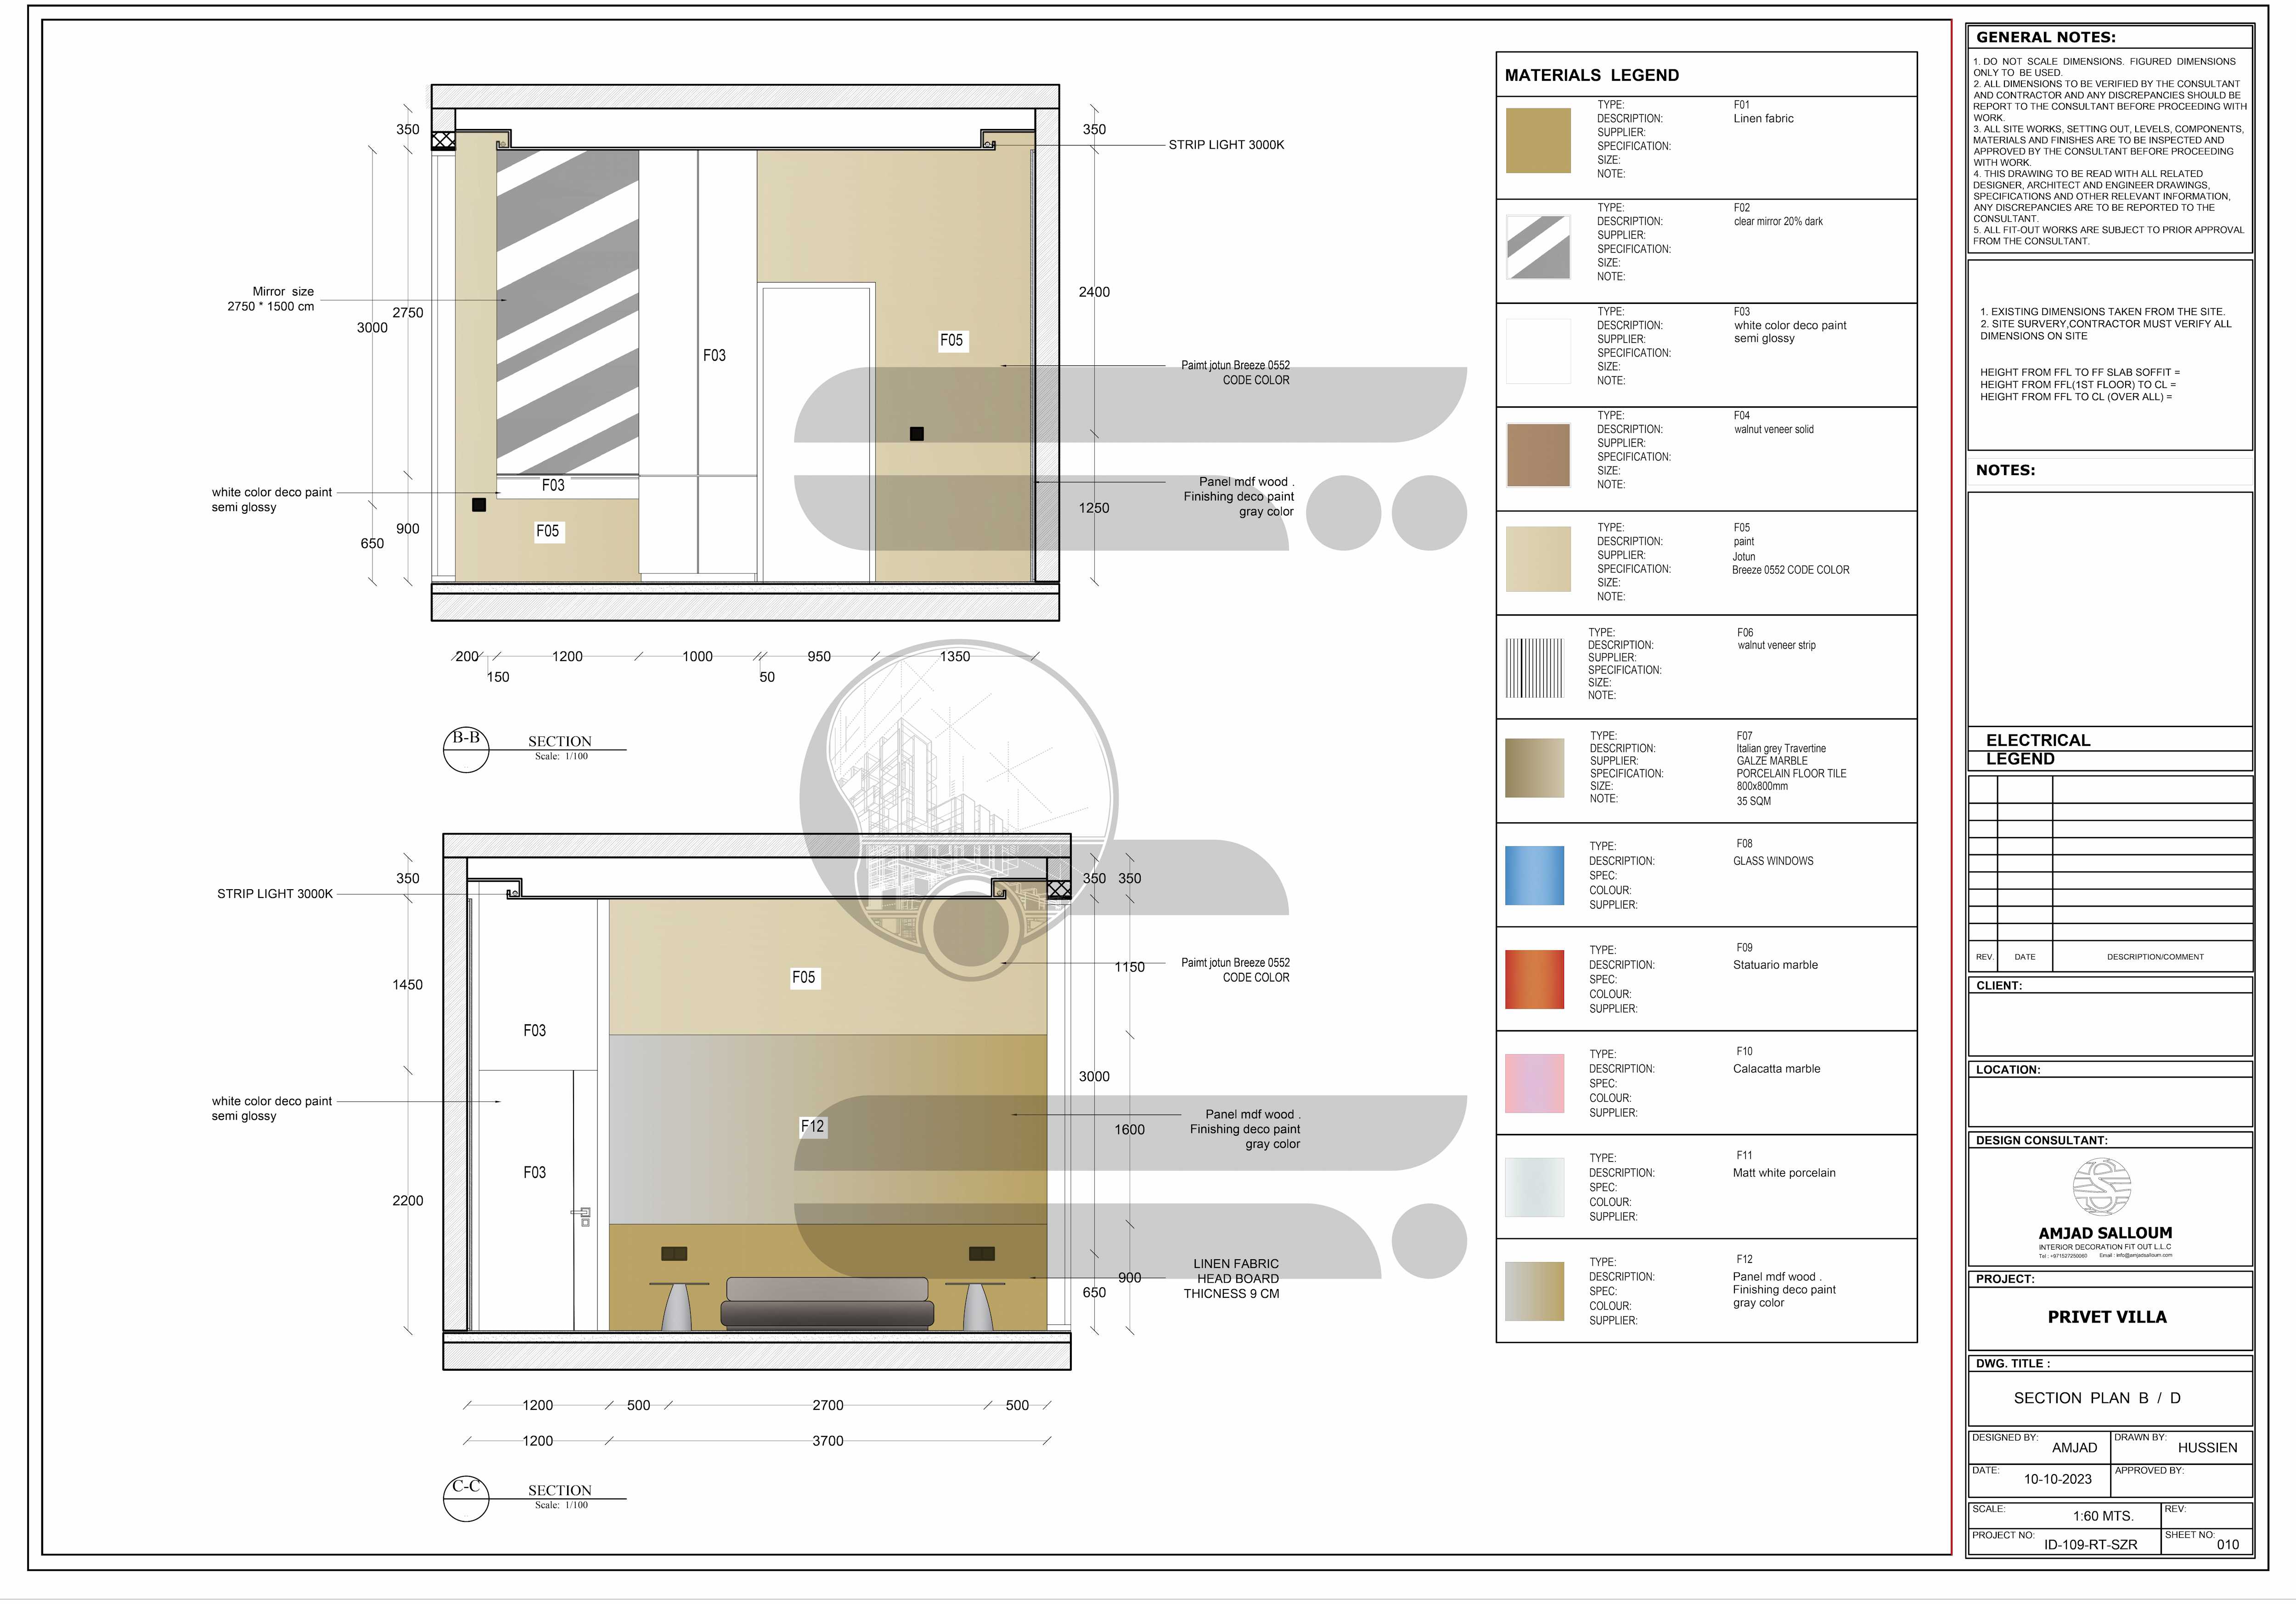 350
3000
2750
650
900
Mirror size
2750 * 1500 cm
white color deco paint
semi glossy
F03
F03
F05
F05
350
2400
1250
STRIP LIGHT 3000K
Paimt jotun Breeze 0552
CODE COLOR
Panel mdf wood .
Finishing deco paint
gray color
200 1200 1000 950 1350
150 50
B-B
SECTION
Scale: 1/100
350
1450
2200
STRIP LIGHT 3000K
white color deco paint
semi glossy
F03
F03
F05
F12
350 350
1150
3000
1600
900
650
Paimt jotun Breeze 0552
CODE COLOR
Panel mdf wood .
Finishing deco paint
gray color
LINEN FABRIC
HEAD BOARD
THICNESS 9 CM
1200 500 2700 500
1200 3700
C-C
SECTION
Scale: 1/100
MATERIALS LEGEND
TYPE: F01
DESCRIPTION: Linen fabric
SUPPLIER:
SPECIFICATION:
SIZE:
NOTE:
TYPE: F02
DESCRIPTION: clear mirror 20% dark
SUPPLIER:
SPECIFICATION:
SIZE:
NOTE:
TYPE: F03
DESCRIPTION: white color deco paint
SUPPLIER: semi glossy
SPECIFICATION:
SIZE:
NOTE:
TYPE: F04
DESCRIPTION: walnut veneer solid
SUPPLIER:
SPECIFICATION:
SIZE:
NOTE:
TYPE: F05
DESCRIPTION: paint
SUPPLIER: Jotun
SPECIFICATION: Breeze 0552 CODE COLOR
SIZE:
NOTE:
TYPE: F06
DESCRIPTION: walnut veneer strip
SUPPLIER:
SPECIFICATION:
SIZE:
NOTE:
TYPE: F07
DESCRIPTION: Italian grey Travertine
SUPPLIER: GALZE MARBLE
SPECIFICATION: PORCELAIN FLOOR TILE
SIZE: 800x800mm
NOTE: 35 SQM
TYPE: F08
DESCRIPTION: GLASS WINDOWS
SPEC:
COLOUR:
SUPPLIER:
TYPE: F09
DESCRIPTION: Statuario marble
SPEC:
COLOUR:
SUPPLIER:
TYPE: F10
DESCRIPTION: Calacatta marble
SPEC:
COLOUR:
SUPPLIER:
TYPE: F11
DESCRIPTION: Matt white porcelain
SPEC:
COLOUR:
SUPPLIER:
TYPE: F12
DESCRIPTION: Panel mdf wood .
SPEC: Finishing deco paint
COLOUR: gray color
SUPPLIER:
GENERAL NOTES:
1. DO NOT SCALE DIMENSIONS. FIGURED DIMENSIONS
ONLY TO BE USED.
2. ALL DIMENSIONS TO BE VERIFIED BY THE CONSULTANT
AND CONTRACTOR AND ANY DISCREPANCIES SHOULD BE
REPORT TO THE CONSULTANT BEFORE PROCEEDING WITH
WORK.
3. ALL SITE WORKS, SETTING OUT, LEVELS, COMPONENTS,
MATERIALS AND FINISHES ARE TO BE INSPECTED AND
APPROVED BY THE CONSULTANT BEFORE PROCEEDING
WITH WORK.
4. THIS DRAWING TO BE READ WITH ALL RELATED
DESIGNER, ARCHITECT AND ENGINEER DRAWINGS,
SPECIFICATIONS AND OTHER RELEVANT INFORMATION,
ANY DISCREPANCIES ARE TO BE REPORTED TO THE
CONSULTANT.
5. ALL FIT-OUT WORKS ARE SUBJECT TO PRIOR APPROVAL
FROM THE CONSULTANT.
1. EXISTING DIMENSIONS TAKEN FROM THE SITE.
2. SITE SURVERY,CONTRACTOR MUST VERIFY ALL
DIMENSIONS ON SITE
HEIGHT FROM FFL TO FF SLAB SOFFIT =
HEIGHT FROM FFL(1ST FLOOR) TO CL =
HEIGHT FROM FFL TO CL (OVER ALL) =
NOTES:
ELECTRICAL
LEGEND
REV. DATE DESCRIPTION/COMMENT
CLIENT:
LOCATION:
DESIGN CONSULTANT:
AMJAD SALLOUM
INTERIOR DECORATION FIT OUT L.L.C
Tel : +971527250060 Email : info@amjadsalloum.com
PROJECT:
PRIVET VILLA
DWG. TITLE :
SECTION PLAN B / D
DESIGNED BY: AMJAD
DRAWN BY: HUSSIEN
DATE: 10-10-2023
APPROVED BY:
SCALE: 1:60 MTS.
REV:
PROJECT NO: ID-109-RT-SZR
SHEET NO: 010